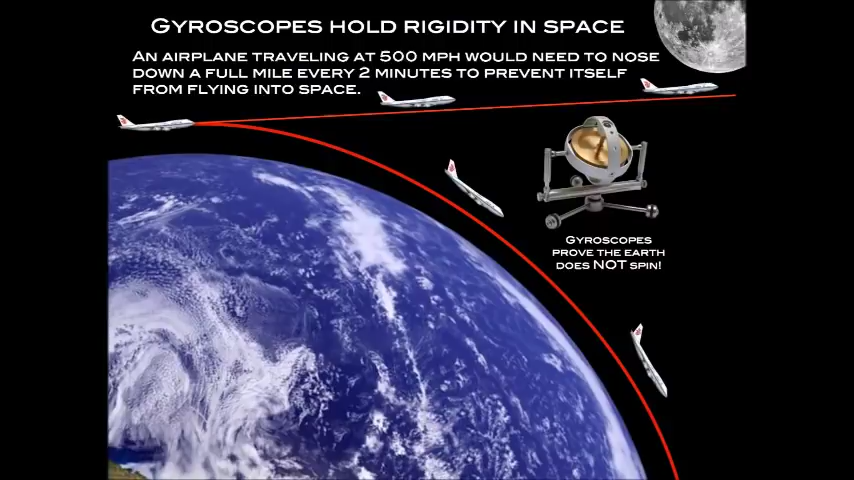 Gyroscopes hold rigidity in space
An airplane traveling at 500 mph would need to nose
down a full mile every 2 minutes to prevent itself
from flying into space.
Gyroscopes
prove the earth
does NOT spin!